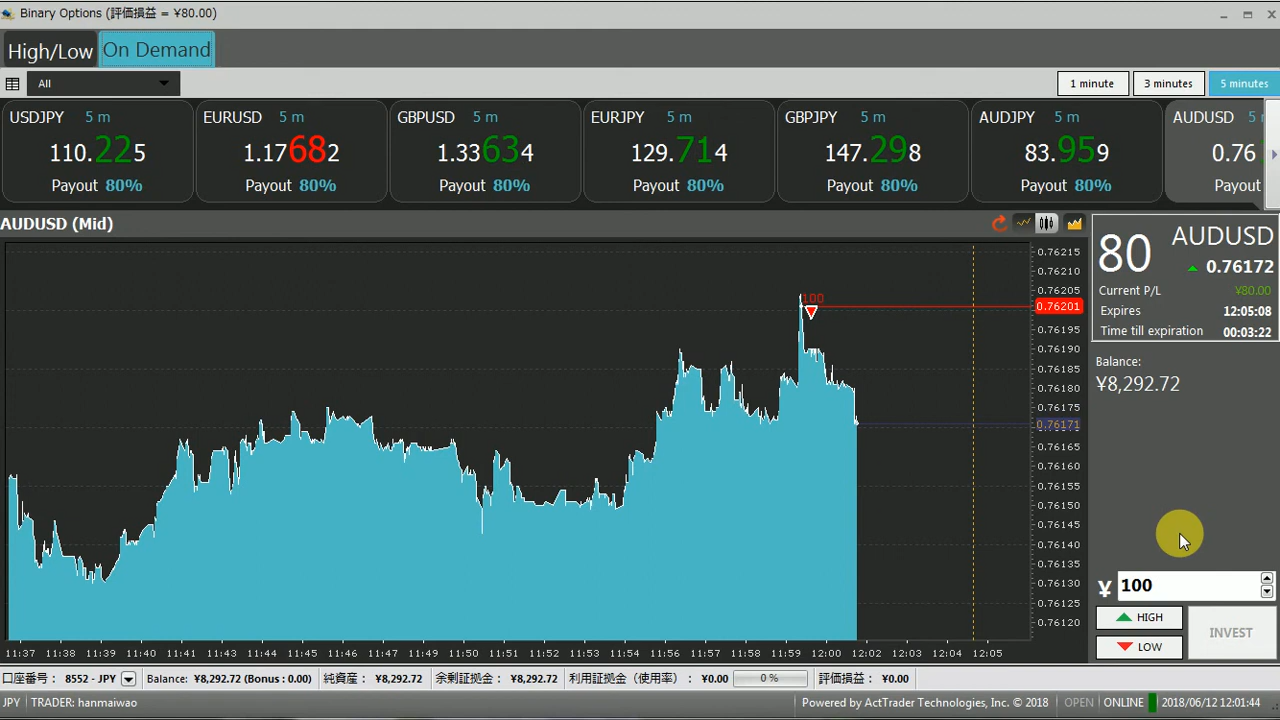 Binary Options (評価損益 = ¥80.00)
High/Low On Demand
All 1 minute 3 minutes 5 minutes
USDJPY 5 m EURUSD 5 m GBPUSD 5 m EURJPY 5 m GBPJPY 5 m AUDJPY 5 m AUDUSD 5
110.225 1.17682 1.33634 129.714 147.298 83.959 0.76
Payout 80% Payout 80% Payout 80% Payout 80% Payout 80% Payout 80% Payout
AUDUSD (Mid)
80 AUDUSD
0.76172
Current P/L ¥80.00
Expires 12:05:08
Time till expiration 00:03:22
Balance:
¥8,292.72
100
0.76215
0.76210
0.76205
0.76201
0.76195
0.76190
0.76185
0.76180
0.76175
0.76171
0.76165
0.76160
0.76155
0.76150
0.76145
0.76140
0.76135
0.76130
0.76125
0.76120
¥ 100
HIGH
LOW
INVEST
11:37 11:38 11:39 11:40 11:41 11:43 11:44 11:45 11:46 11:47 11:48 11:49 11:50 11:51 11:52 11:53 11:54 11:55 11:56 11:58 11:59 12:00 12:02 12:03 12:04 12:05
口座番号： 8552 - JPY Balance: ¥8,292.72 (Bonus : 0.00) 純資産： ¥8,292.72 余剰証拠金： ¥8,292.72 利用証拠金（使用率）： ¥0.00 0 % 評価損益： ¥0.00
JPY TRADER: hanmaiwao Powered by ActTrader Technologies, Inc. © 2018 OPEN ONLINE 2018/06/12 12:01:44